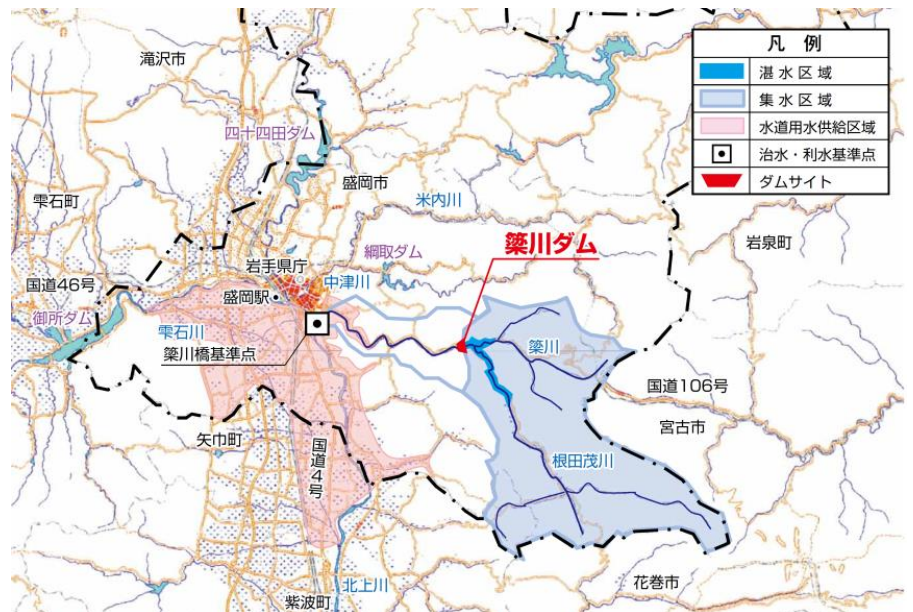 凡例
湛水区域
集水区域
水道用水供給区域
治水・利水基準点
ダムサイト
滝沢市
四十四田ダム
盛岡市
雫石町
米内川
岩泉町
綱取ダム
簗川ダム
岩手県庁
中津川
国道46号
盛岡駅
御所ダム
雫石川
簗川
簗川橋基準点
国道106号
宮古市
矢巾町
国道4号
根田茂川
花巻市
北上川
紫波町